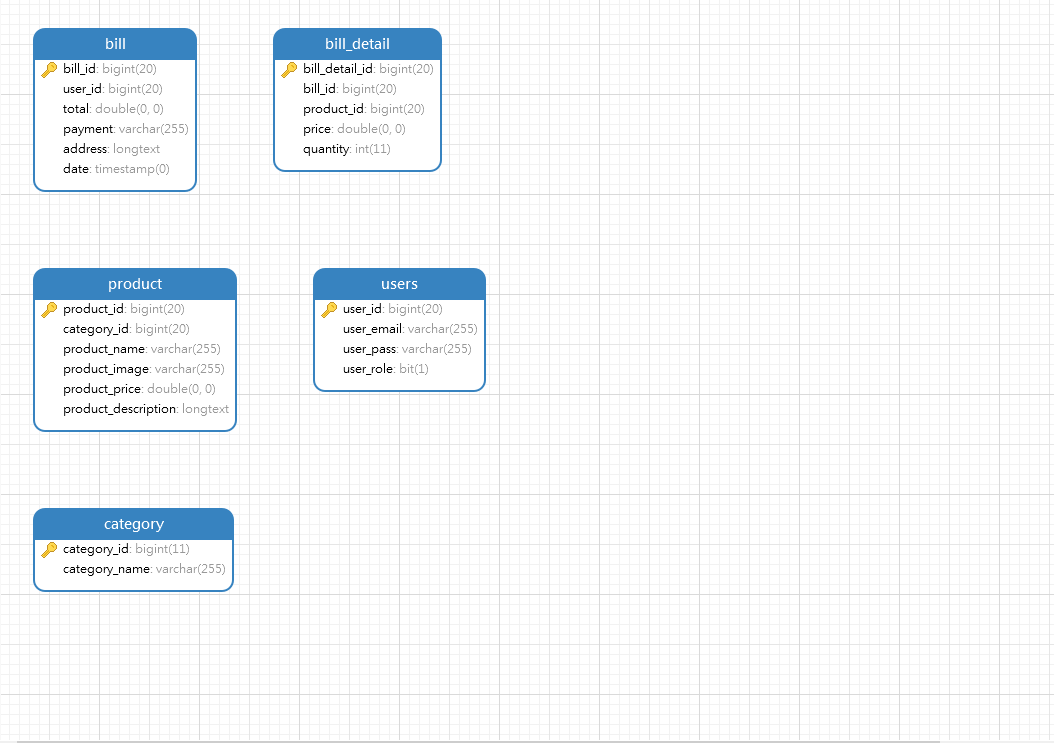 bill
bill_id: bigint(20)
user_id: bigint(20)
total: double(0, 0)
payment: varchar(255)
address: longtext
date: timestamp(0)
bill_detail
bill_detail_id: bigint(20)
bill_id: bigint(20)
product_id: bigint(20)
price: double(0, 0)
quantity: int(11)
product
product_id: bigint(20)
category_id: bigint(20)
product_name: varchar(255)
product_image: varchar(255)
product_price: double(0, 0)
product_description: longtext
users
user_id: bigint(20)
user_email: varchar(255)
user_pass: varchar(255)
user_role: bit(1)
category
category_id: bigint(11)
category_name: varchar(255)